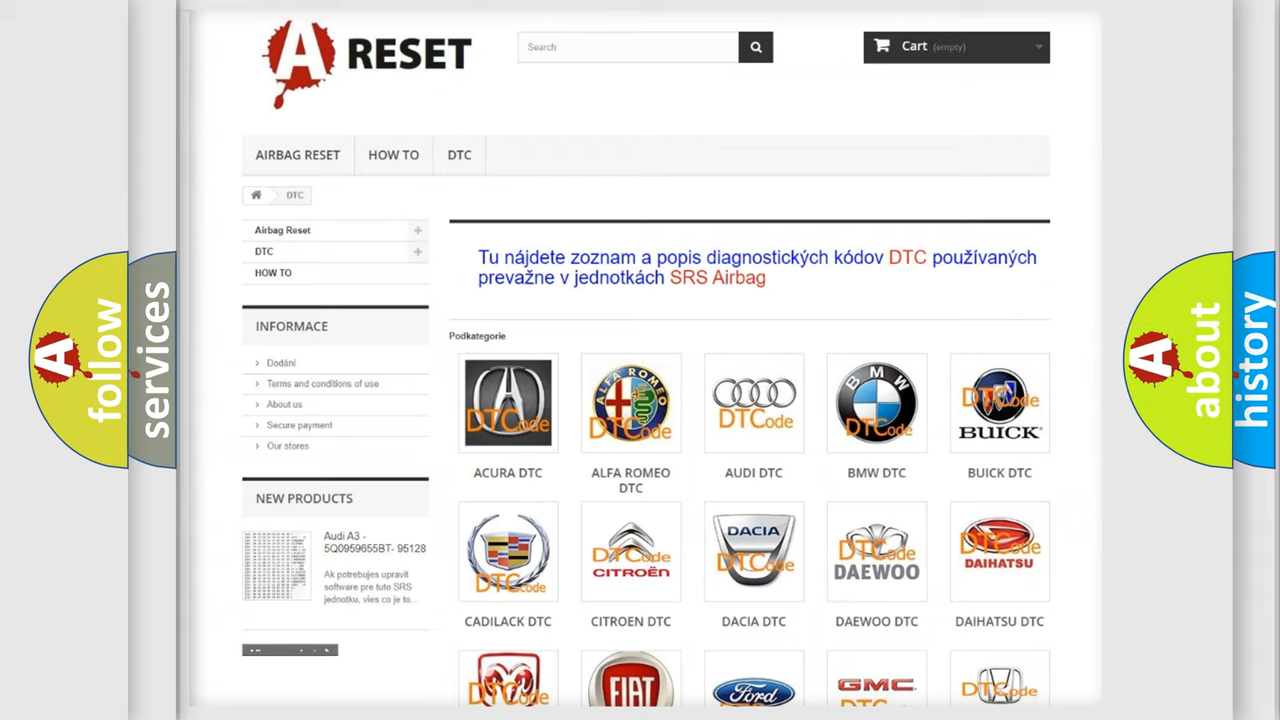 A RESET
Search
Cart (empty)
AIRBAG RESET
HOW TO
DTC
DTC
Airbag Reset
DTC
HOW TO
INFORMACE
Dodání
Terms and conditions of use
About us
Secure payment
Our stores
NEW PRODUCTS
Audi A3 -
5Q0959655BT- 95128
Ak potrebujes upravit
software pre tuto SRS
jednotku, vies co je to...
Tu nájdete zoznam a popis diagnostických kódov DTC používaných
prevažne v jednotkách SRS Airbag
Podkategorie
DTCode
ALFA ROMEO
DTCode
DTCode
BMW
DTCode
DTCode
BUICK
ACURA DTC
ALFA ROMEO
DTC
AUDI DTC
BMW DTC
BUICK DTC
DTCode
DTCode
CITROËN
DACIA
DTCode
DTCode
DAEWOO
DTCode
DAIHATSU
CADILACK DTC
CITROEN DTC
DACIA DTC
DAEWOO DTC
DAIHATSU DTC
DTCode
FIAT
Ford
GMC
DTCode
A follow
services
A about
history